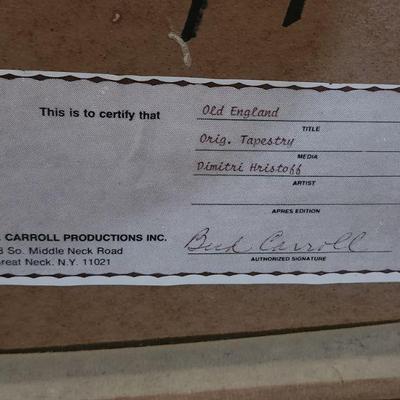 This is to certify that
Old England
TITLE
Orig. Tapestry
MEDIA
Dimitri Hristoff
ARTIST
APRES EDITION
CARROLL PRODUCTIONS INC.
So. Middle Neck Road
reat Neck. N.Y. 11021
Bud Carroll
AUTHORIZED SIGNATURE